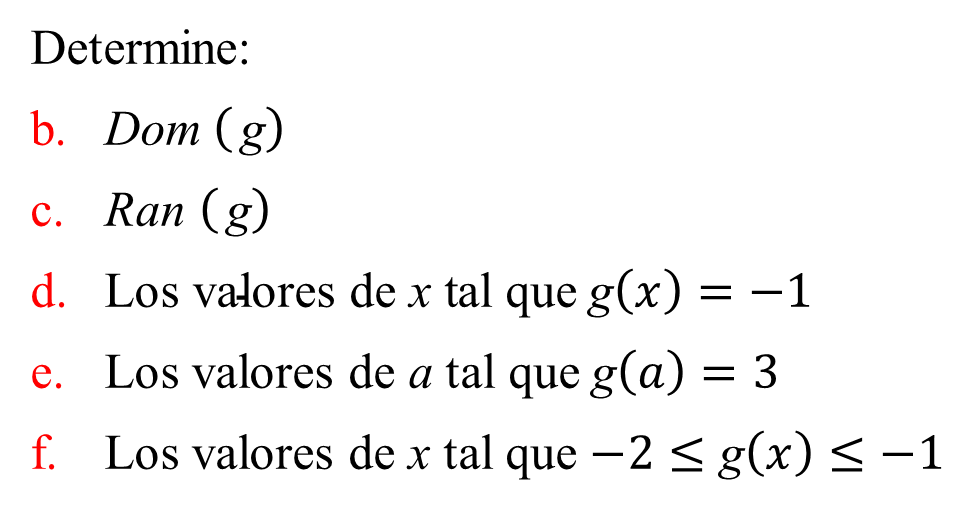 Determine:
b. Dom (g)
c. Ran (g)
d. Los valores de x tal que g(x) = −1
e. Los valores de a tal que g(a) = 3
f. Los valores de x tal que −2 ≤ g(x) ≤ −1